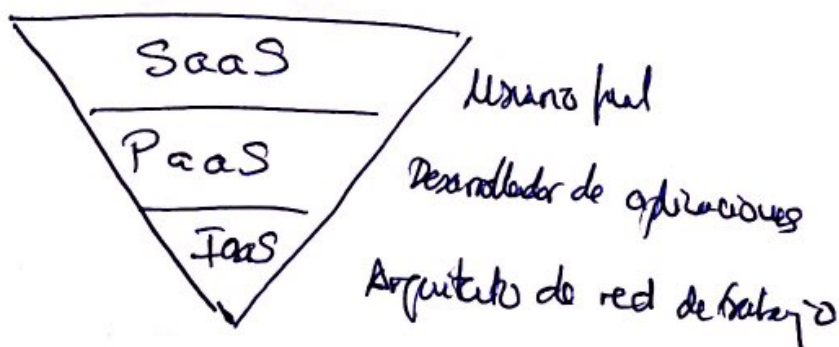 SaaS
Usuario final
PaaS
Desarrollador de aplicaciones
IaaS
Arquitecto de red de trabajo